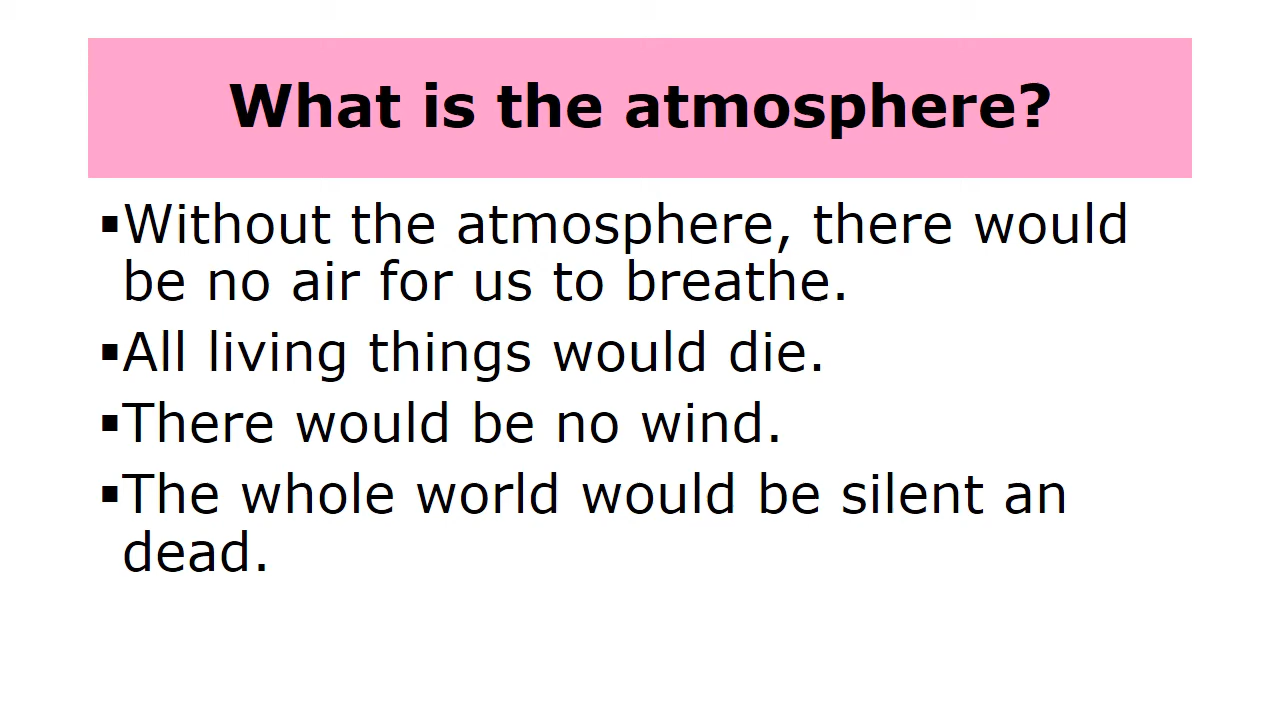 What is the atmosphere?
▪Without the atmosphere, there would
be no air for us to breathe.
▪All living things would die.
▪There would be no wind.
▪The whole world would be silent an
dead.